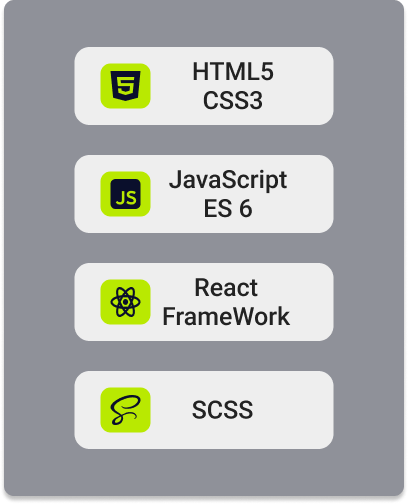 HTML5
CSS3
JS
JavaScript
ES 6
React
FrameWork
SCSS